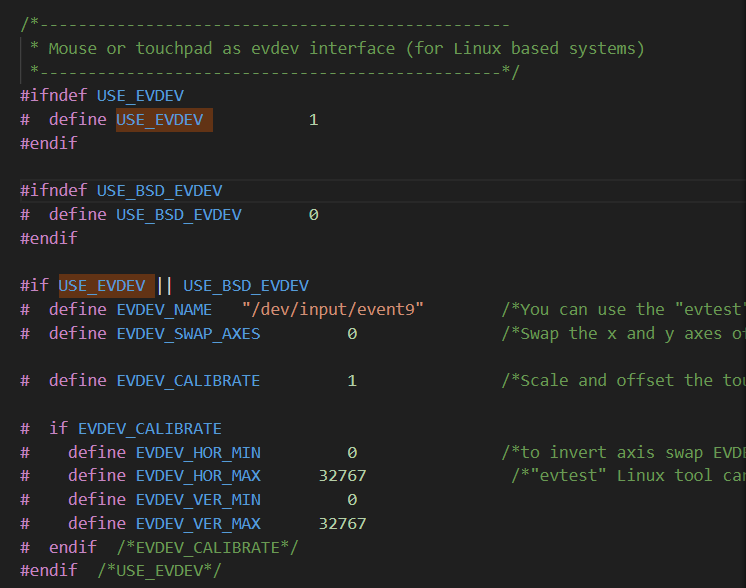 /*-------------------------------------------------
 * Mouse or touchpad as evdev interface (for Linux based systems)
 *------------------------------------------------*/
#ifndef USE_EVDEV
#  define USE_EVDEV           1
#endif

#ifndef USE_BSD_EVDEV
#  define USE_BSD_EVDEV       0
#endif

#if USE_EVDEV || USE_BSD_EVDEV
#  define EVDEV_NAME   "/dev/input/event9"        /*You can use the "evtest"
#  define EVDEV_SWAP_AXES         0               /*Swap the x and y axes of

#  define EVDEV_CALIBRATE         1               /*Scale and offset the

#  if EVDEV_CALIBRATE
#    define EVDEV_HOR_MIN         0               /*to invert axis swap
#    define EVDEV_HOR_MAX      32767               /*"evtest" Linux tool
#    define EVDEV_VER_MIN         0
#    define EVDEV_VER_MAX      32767
#  endif  /*EVDEV_CALIBRATE*/
#endif  /*USE_EVDEV*/